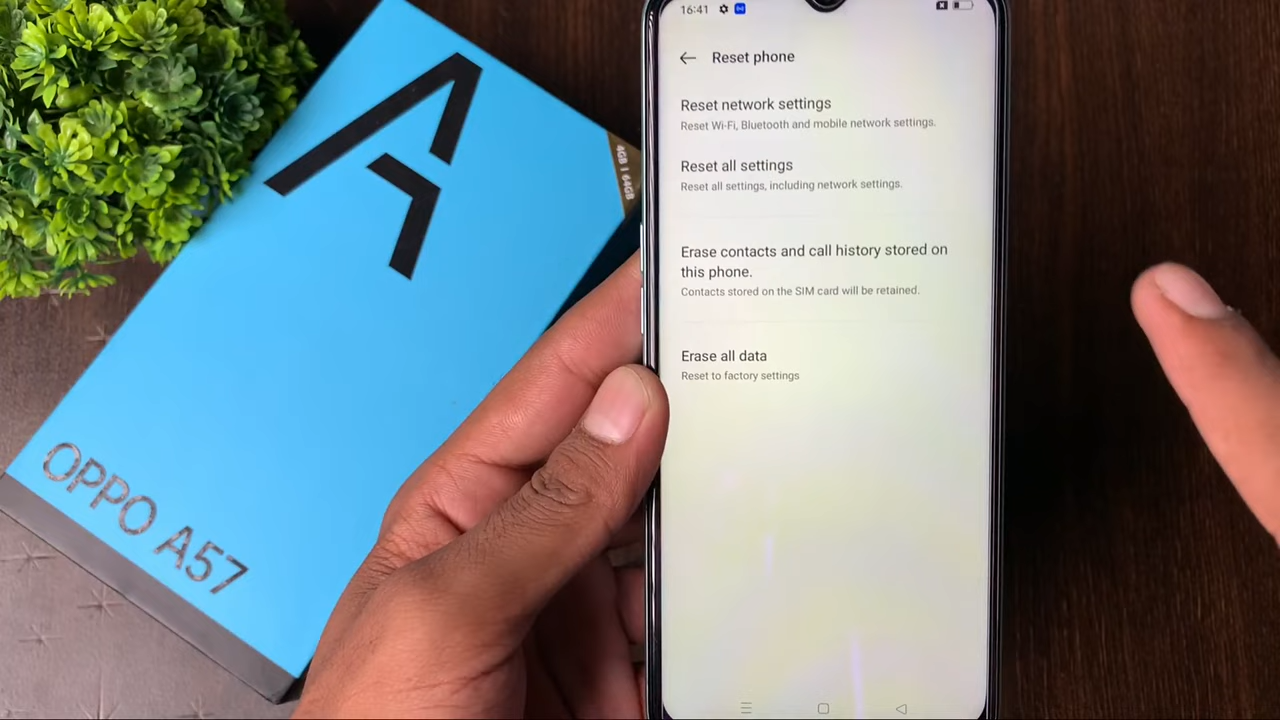 4GB | 64GB
OPPO A57
16:41
Reset phone
Reset network settings
Reset Wi-Fi, Bluetooth and mobile network settings.
Reset all settings
Reset all settings, including network settings.
Erase contacts and call history stored on
this phone.
Contacts stored on the SIM card will be retained.
Erase all data
Reset to factory settings